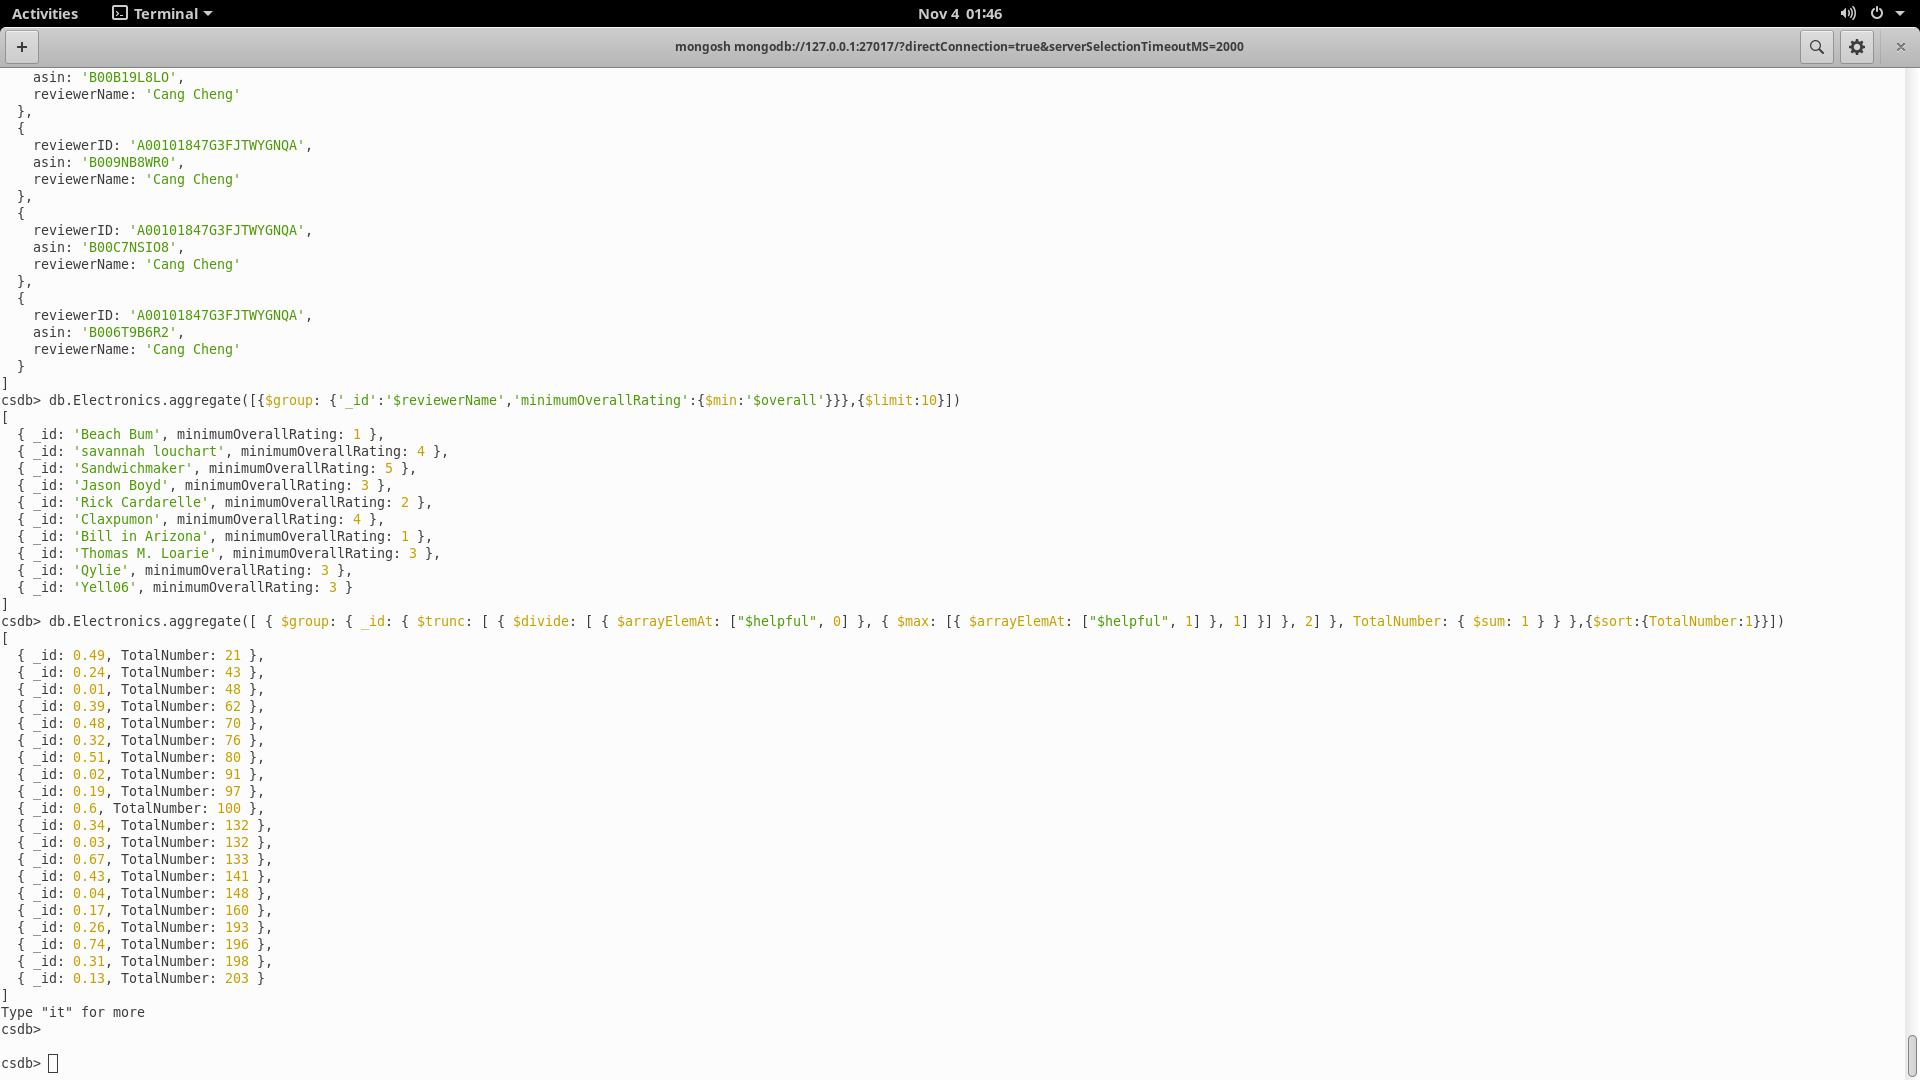 Activities Terminal Nov 4 01:46
+ mongosh mongodb://127.0.0.1:27017/?directConnection=true&serverSelectionTimeoutMS=2000
    asin: 'B00B19L8LO',
    reviewerName: 'Cang Cheng'
  },
  {
    reviewerID: 'A00101847G3FJTWYGNQA',
    asin: 'B009NB8WR0',
    reviewerName: 'Cang Cheng'
  },
  {
    reviewerID: 'A00101847G3FJTWYGNQA',
    asin: 'B00C7NSIO8',
    reviewerName: 'Cang Cheng'
  },
  {
    reviewerID: 'A00101847G3FJTWYGNQA',
    asin: 'B006T9B6R2',
    reviewerName: 'Cang Cheng'
  }
]
csdb> db.Electronics.aggregate([{$group: {'_id':'$reviewerName','minimumOverallRating':{$min:'$overall'}}},{$limit:10}])
[
  { _id: 'Beach Bum', minimumOverallRating: 1 },
  { _id: 'savannah louchart', minimumOverallRating: 4 },
  { _id: 'Sandwichmaker', minimumOverallRating: 5 },
  { _id: 'Jason Boyd', minimumOverallRating: 3 },
  { _id: 'Rick Cardarelle', minimumOverallRating: 2 },
  { _id: 'Claxpumon', minimumOverallRating: 4 },
  { _id: 'Bill in Arizona', minimumOverallRating: 1 },
  { _id: 'Thomas M. Loarie', minimumOverallRating: 3 },
  { _id: 'Qylie', minimumOverallRating: 3 },
  { _id: 'Yell06', minimumOverallRating: 3 }
]
csdb> db.Electronics.aggregate([ { $group: { _id: { $trunc: [ { $divide: [ { $arrayElemAt: ["$helpful", 0] }, { $max: [{ $arrayElemAt: ["$helpful", 1] }, 1] }] }, 2] }, TotalNumber: { $sum: 1 } } },{$sort:{TotalNumber:1}}])
[
  { _id: 0.49, TotalNumber: 21 },
  { _id: 0.24, TotalNumber: 43 },
  { _id: 0.01, TotalNumber: 48 },
  { _id: 0.39, TotalNumber: 62 },
  { _id: 0.48, TotalNumber: 70 },
  { _id: 0.32, TotalNumber: 76 },
  { _id: 0.51, TotalNumber: 80 },
  { _id: 0.02, TotalNumber: 91 },
  { _id: 0.19, TotalNumber: 97 },
  { _id: 0.6, TotalNumber: 100 },
  { _id: 0.34, TotalNumber: 132 },
  { _id: 0.03, TotalNumber: 132 },
  { _id: 0.67, TotalNumber: 133 },
  { _id: 0.43, TotalNumber: 141 },
  { _id: 0.04, TotalNumber: 148 },
  { _id: 0.17, TotalNumber: 160 },
  { _id: 0.26, TotalNumber: 193 },
  { _id: 0.74, TotalNumber: 196 },
  { _id: 0.31, TotalNumber: 198 },
  { _id: 0.13, TotalNumber: 203 }
]
Type "it" for more
csdb>
csdb>